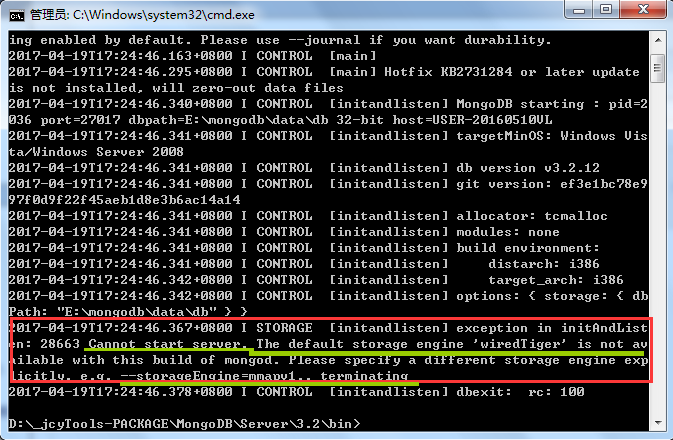 管理员: C:\Windows\system32\cmd.exe
ing enabled by default. Please use --journal if you want durability.
2017-04-19T17:24:46.163+0800 I CONTROL  [main]
2017-04-19T17:24:46.295+0800 I CONTROL  [main] Hotfix KB2731284 or later update
is not installed, will zero-out data files
2017-04-19T17:24:46.340+0800 I CONTROL  [initandlisten] MongoDB starting : pid=2
036 port=27017 dbpath=E:\mongodb\data\db 32-bit host=USER-20160510VL
2017-04-19T17:24:46.341+0800 I CONTROL  [initandlisten] targetMinOS: Windows Vis
ta/Windows Server 2008
2017-04-19T17:24:46.341+0800 I CONTROL  [initandlisten] db version v3.2.12
2017-04-19T17:24:46.341+0800 I CONTROL  [initandlisten] git version: ef3e1bc78e9
97f0d9f22f45aeb1d8e3b6ac14a14
2017-04-19T17:24:46.341+0800 I CONTROL  [initandlisten] allocator: tcmalloc
2017-04-19T17:24:46.341+0800 I CONTROL  [initandlisten] modules: none
2017-04-19T17:24:46.341+0800 I CONTROL  [initandlisten] build environment:
2017-04-19T17:24:46.341+0800 I CONTROL  [initandlisten]     distarch: i386
2017-04-19T17:24:46.342+0800 I CONTROL  [initandlisten]     target_arch: i386
2017-04-19T17:24:46.342+0800 I CONTROL  [initandlisten] options: { storage: { db
Path: "E:\mongodb\data\db" } }
2017-04-19T17:24:46.367+0800 I STORAGE  [initandlisten] exception in initAndList
en: 28663 Cannot start server. The default storage engine 'wiredTiger' is not av
ailable with this build of mongod. Please specify a different storage engine exp
licitly, e.g. --storageEngine=mmapv1., terminating
2017-04-19T17:24:46.378+0800 I CONTROL  [initandlisten] dbexit:  rc: 100
D:\_jcyTools-PACKAGE\MongoDB\Server\3.2\bin>